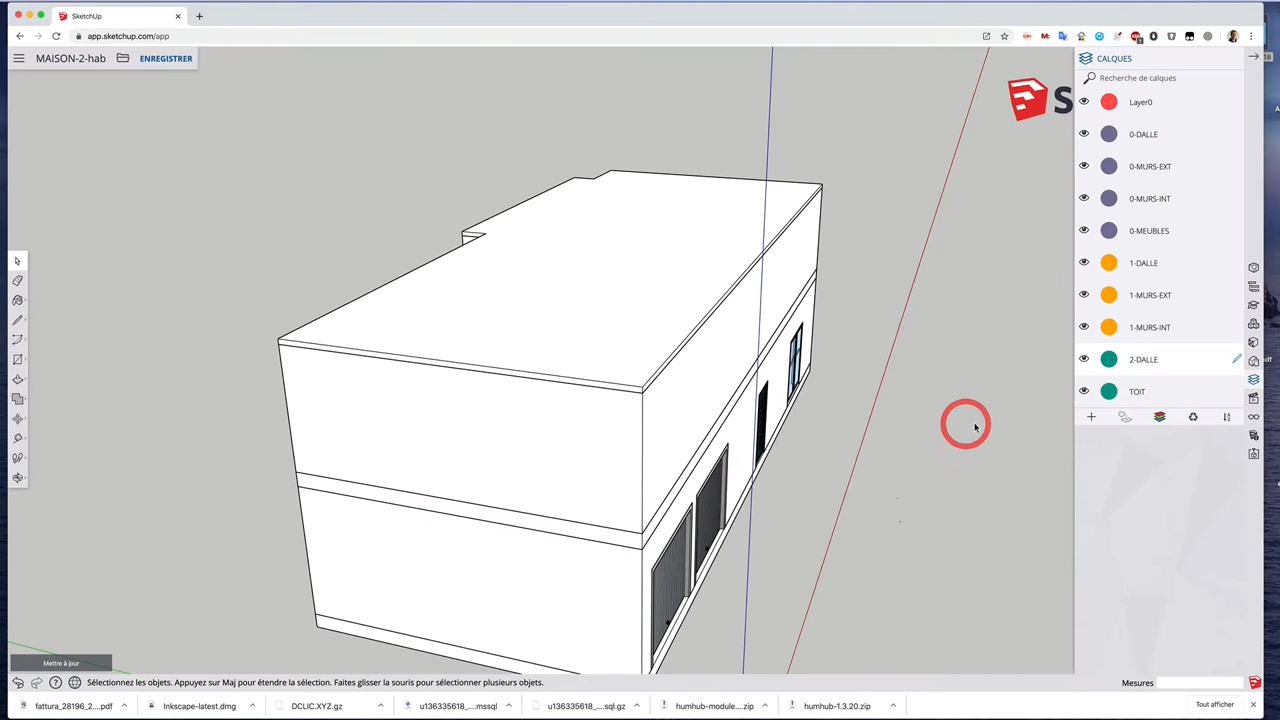 SketchUp
app.sketchup.com/app
MAISON-2-hab
ENREGISTRER
S
CALQUES
Recherche de calques
Layer0
0-DALLE
0-MURS-EXT
0-MURS-INT
0-MEUBLES
1-DALLE
1-MURS-EXT
1-MURS-INT
2-DALLE
TOIT
Mettre à jour
Sélectionnez les objets. Appuyez sur Maj pour étendre la sélection. Faites glisser la souris pour sélectionner plusieurs objets.
Mesures
fattura_28196_2....pdf
Inkscape-latest.dmg
DCLIC.XYZ.gz
u136335618_....mssql
u136335618_....sql.gz
humhub-module....zip
humhub-1.3.20.zip
Tout afficher